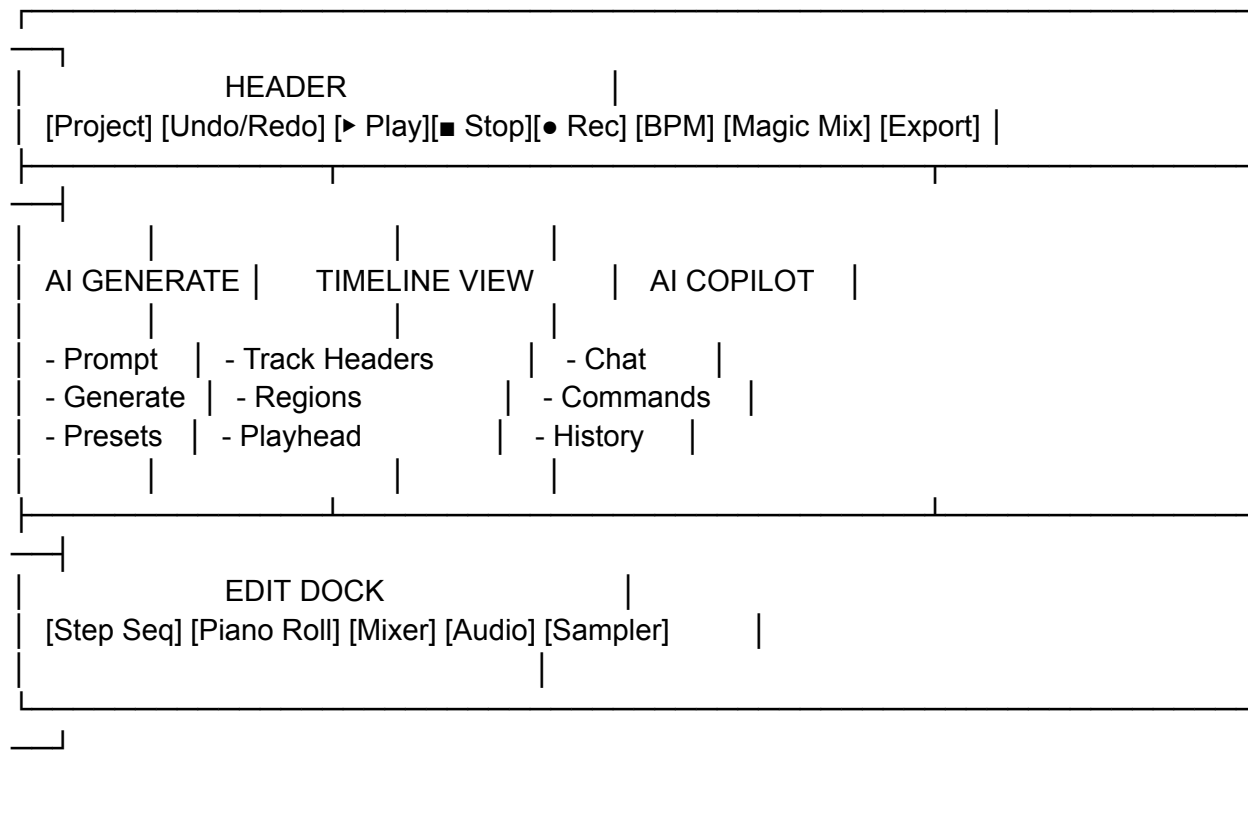 HEADER
[Project] [Undo/Redo] [▶ Play][■ Stop][● Rec] [BPM] [Magic Mix] [Export]
AI GENERATE TIMELINE VIEW AI COPILOT
- Prompt - Track Headers - Chat
- Generate - Regions - Commands
- Presets - Playhead - History
EDIT DOCK
[Step Seq] [Piano Roll] [Mixer] [Audio] [Sampler]